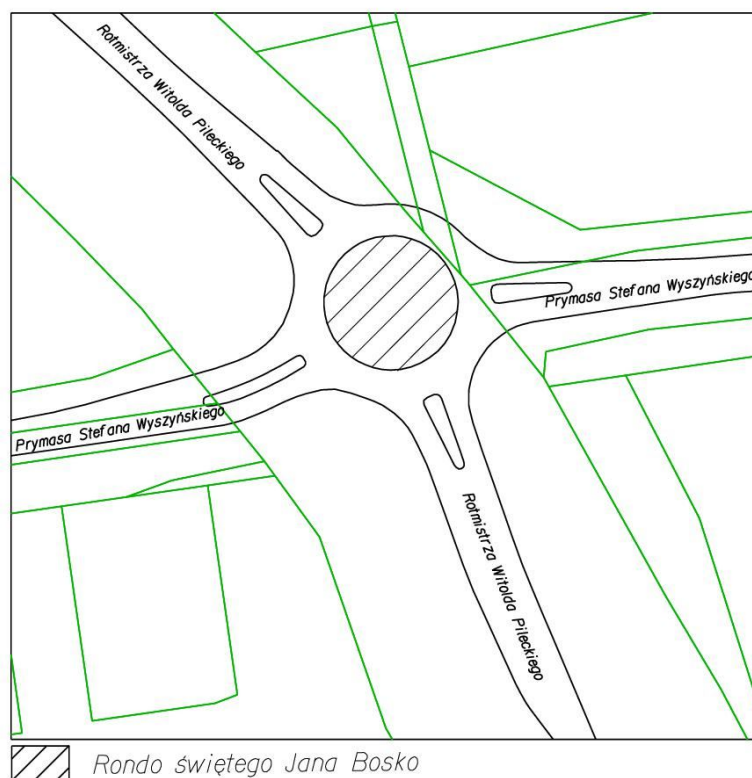 Rotmistrza Witolda
Pileckiego
Prymasa Stefana Wyszyńskiego
Prymasa Stefana Wyszyńskiego
Rotmistrza Witolda Pileckiego
Rondo świętego Jana Bosko